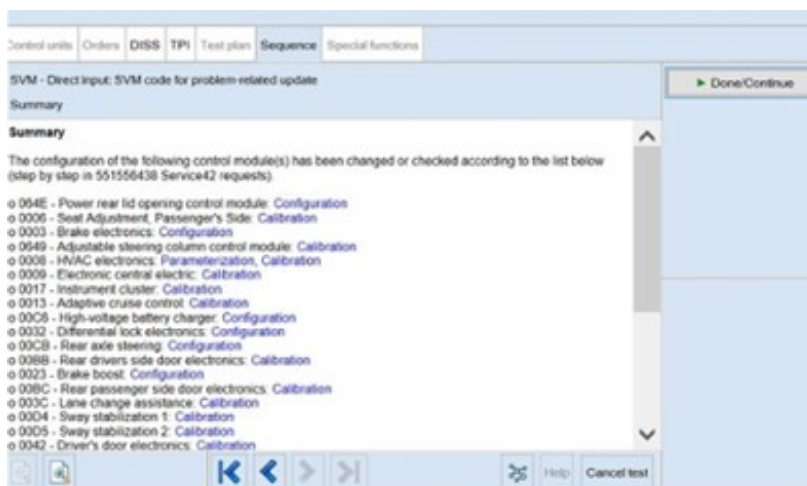 Control units Orders DISS TPI Test plan Sequence Special functions
SVM - Direct input: SVM code for problem-related update
Done/Continue
Summary
Summary
The configuration of the following control module(s) has been changed or checked according to the list below
(step by step in 551556438 Service42 requests).
o 064E - Power rear lid opening control module: Configuration
o 0006 - Seat Adjustment, Passenger's Side: Calibration
o 0003 - Brake electronics: Configuration
o 0649 - Adjustable steering column control module: Calibration
o 0008 - HVAC electronics: Parameterization, Calibration
o 0009 - Electronic central electric: Calibration
o 0017 - Instrument cluster: Calibration
o 0013 - Adaptive cruise control: Calibration
o 00C6 - High-voltage battery charger: Configuration
o 0032 - Differential lock electronics: Configuration
o 00CB - Rear axle steering: Configuration
o 00BB - Rear drivers side door electronics: Calibration
o 0023 - Brake boost: Configuration
o 00BC - Rear passenger side door electronics: Calibration
o 003C - Lane change assistance: Calibration
o 00D4 - Sway stabilization 1: Calibration
o 00D5 - Sway stabilization 2: Calibration
o 0042 - Driver's door electronics: Calibration
Help Cancel test